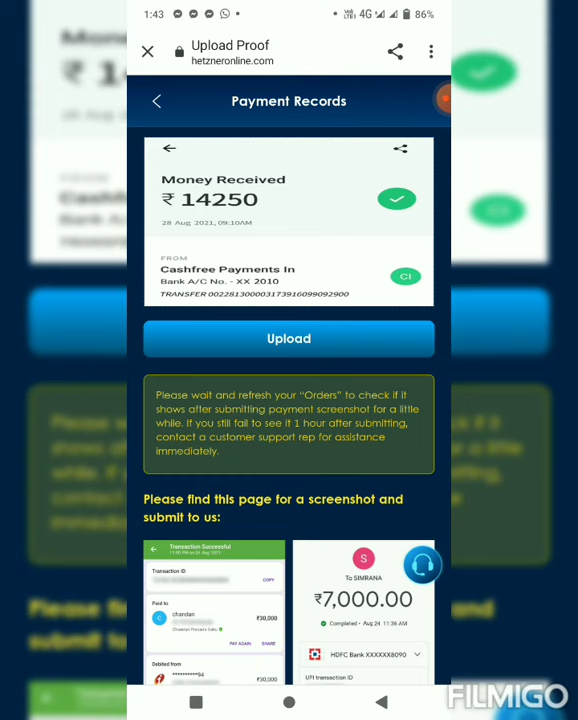 1:43
4G 86%
Upload Proof
hetzneronline.com
Payment Records
Money Received
₹ 14250
28 Aug 2021, 09:10AM
FROM
Cashfree Payments In
CI
Bank A/C No. - XX 2010
TRANSFER 002281300003173916099092900
Upload
Please wait and refresh your "Orders" to check if it
shows after submitting payment screenshot for a little
while. If you still fail to see it 1 hour after submitting,
contact a customer support rep for assistance
immediately.
Please find this page for a screenshot and
submit to us:
Transaction Successful
Transaction ID
COPY
Paid to
C chandan
₹30,000
PAY AGAIN SHARE
Debited from
**********94
₹30,000
S
To SIMRANA
₹7,000.00
Completed • Aug 24 11:36 AM
HDFC Bank XXXXXX8090
UPI transaction ID
FILMIGO